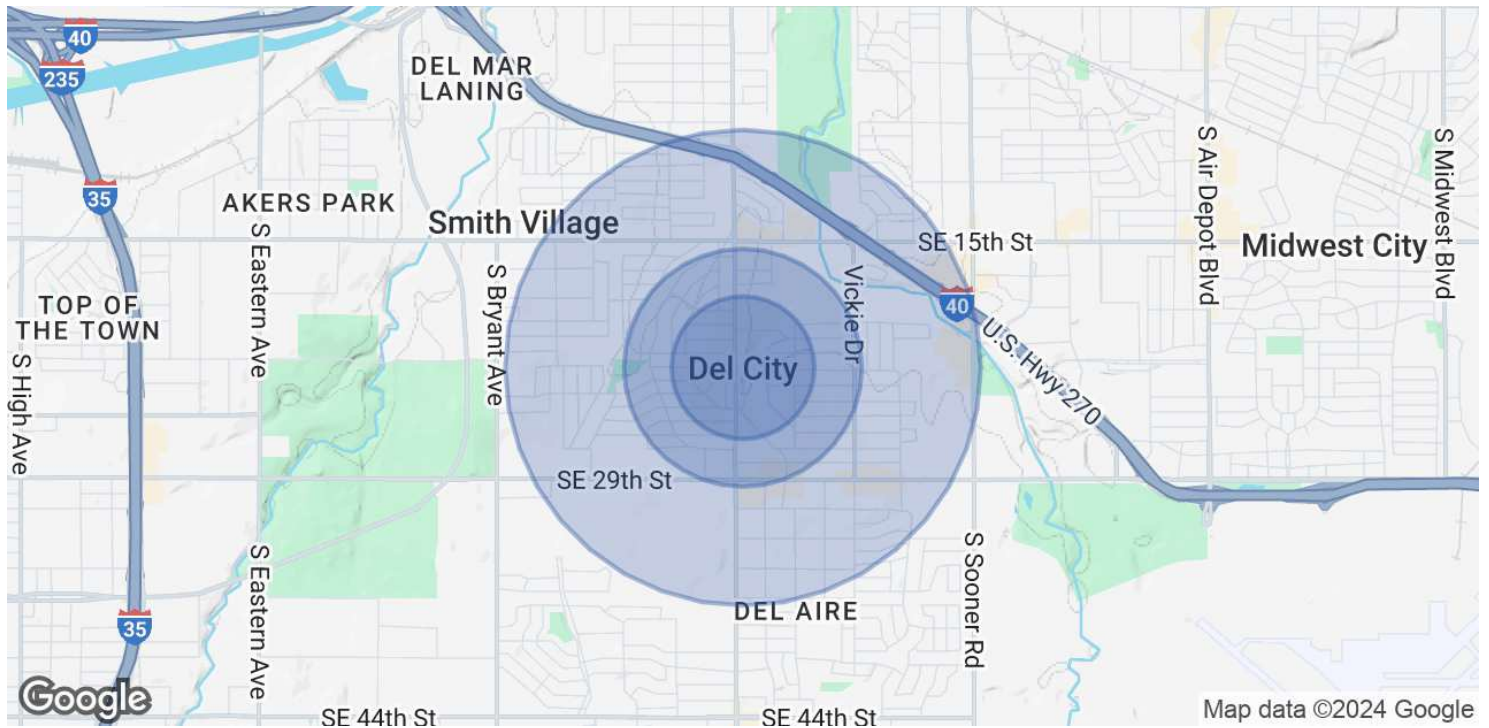 40
235
DEL MAR
LANING
S Air Depot Blvd
S Midwest Blvd
35
AKERS PARK
S Eastern Ave
Smith Village
SE 15th St
Midwest City
TOP OF
THE TOWN
S Bryant Ave
Vickie Dr
40
U.S. Hwy 270
Del City
S High Ave
SE 29th St
S Eastern Ave
S Sooner Rd
DEL AIRE
35
Google
SE 44th St
SE 44th St
Map data ©2024 Google